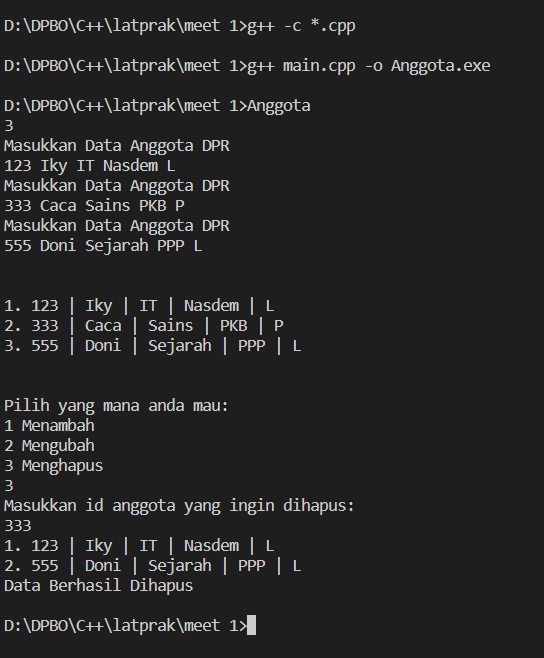 D:\DPBO\C++\latprak\meet 1>g++ -c *.cpp
D:\DPBO\C++\latprak\meet 1>g++ main.cpp -o Anggota.exe
D:\DPBO\C++\latprak\meet 1>Anggota
3
Masukkan Data Anggota DPR
123 Iky IT Nasdem L
Masukkan Data Anggota DPR
333 Caca Sains PKB P
Masukkan Data Anggota DPR
555 Doni Sejarah PPP L
1. 123 | Iky | IT | Nasdem | L
2. 333 | Caca | Sains | PKB | P
3. 555 | Doni | Sejarah | PPP | L
Pilih yang mana anda mau:
1 Menambah
2 Mengubah
3 Menghapus
3
Masukkan id anggota yang ingin dihapus:
333
1. 123 | Iky | IT | Nasdem | L
2. 555 | Doni | Sejarah | PPP | L
Data Berhasil Dihapus
D:\DPBO\C++\latprak\meet 1>